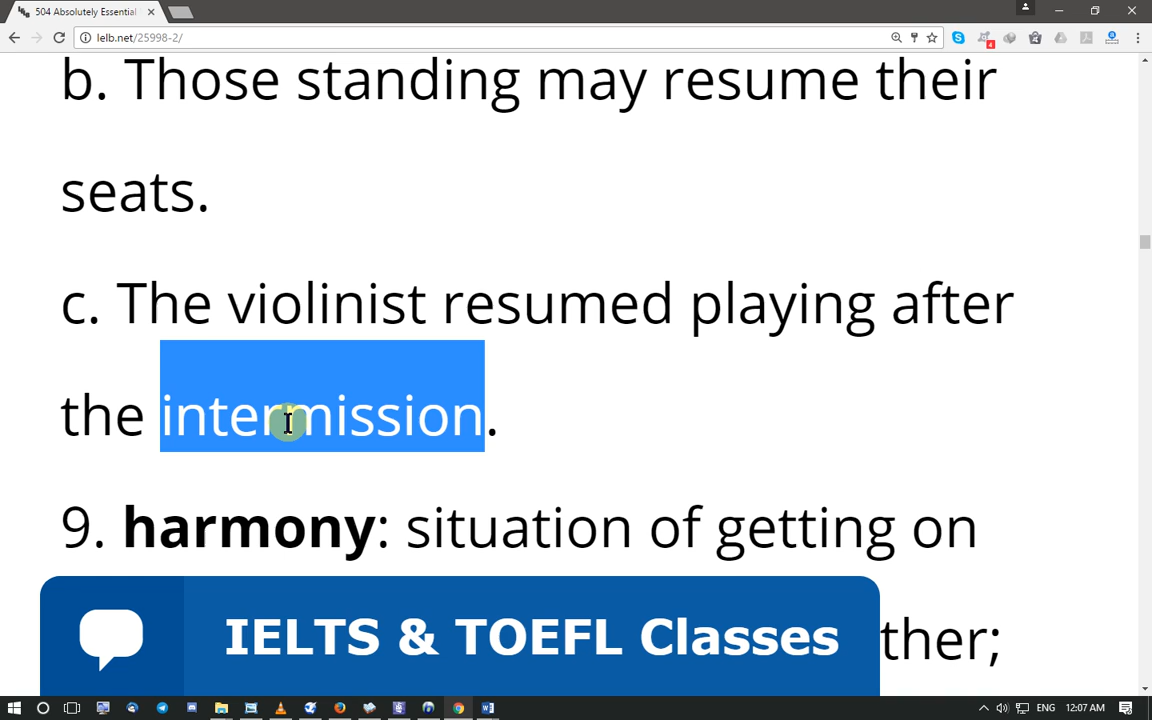 504 Absolutely Essential
lelb.net/25998-2/
4
b. Those standing may resume their
seats.
c. The violinist resumed playing after
the intermission.
9. harmony: situation of getting on
ther;
IELTS & TOEFL Classes
ENG 12:07 AM